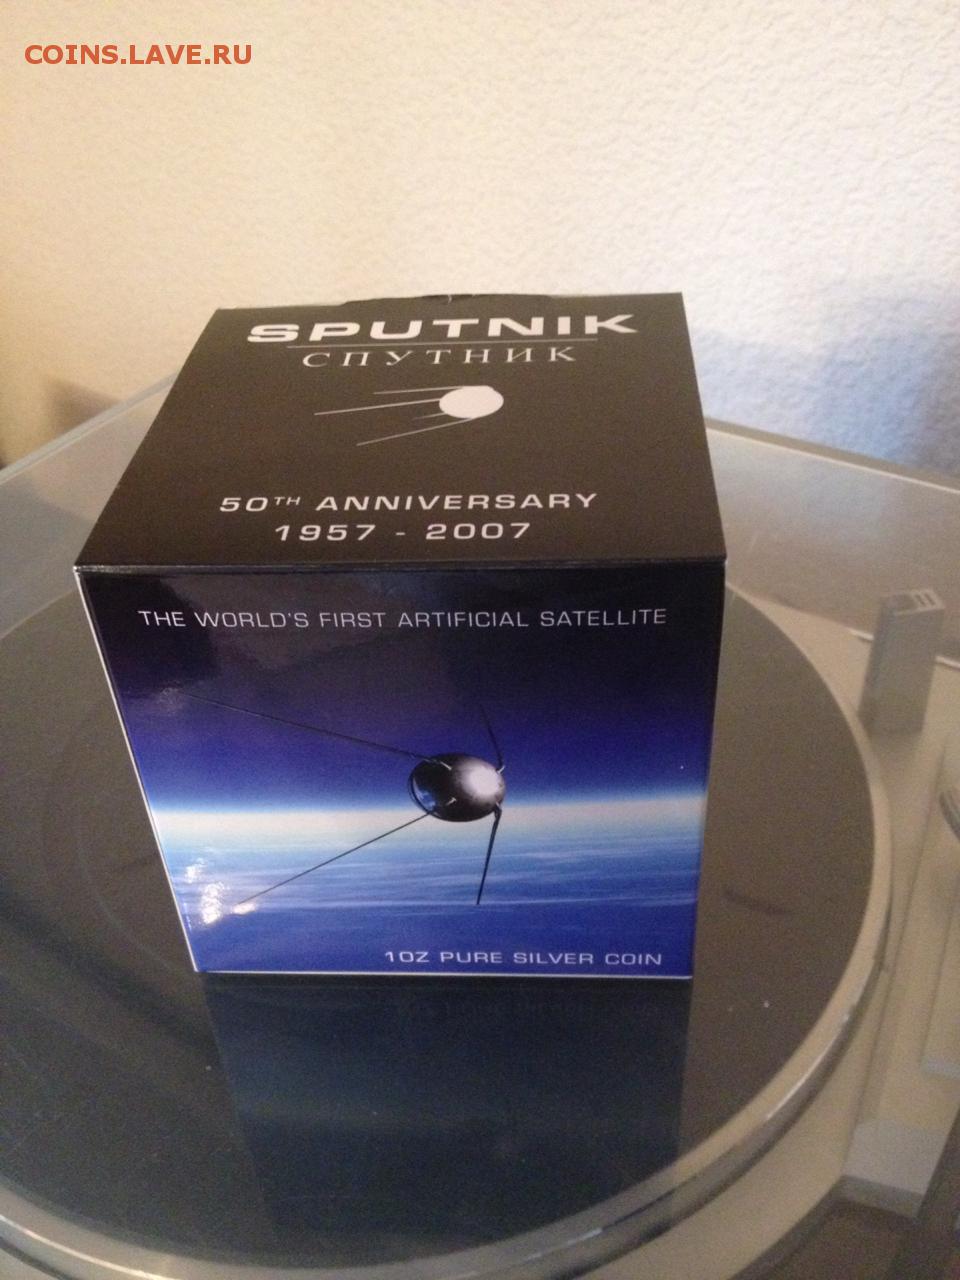 COINS.LAVE.RU
SPUTNIK
СПУТНИК
50TH ANNIVERSARY
1957 - 2007
THE WORLD'S FIRST ARTIFICIAL SATELLITE
1OZ PURE SILVER COIN